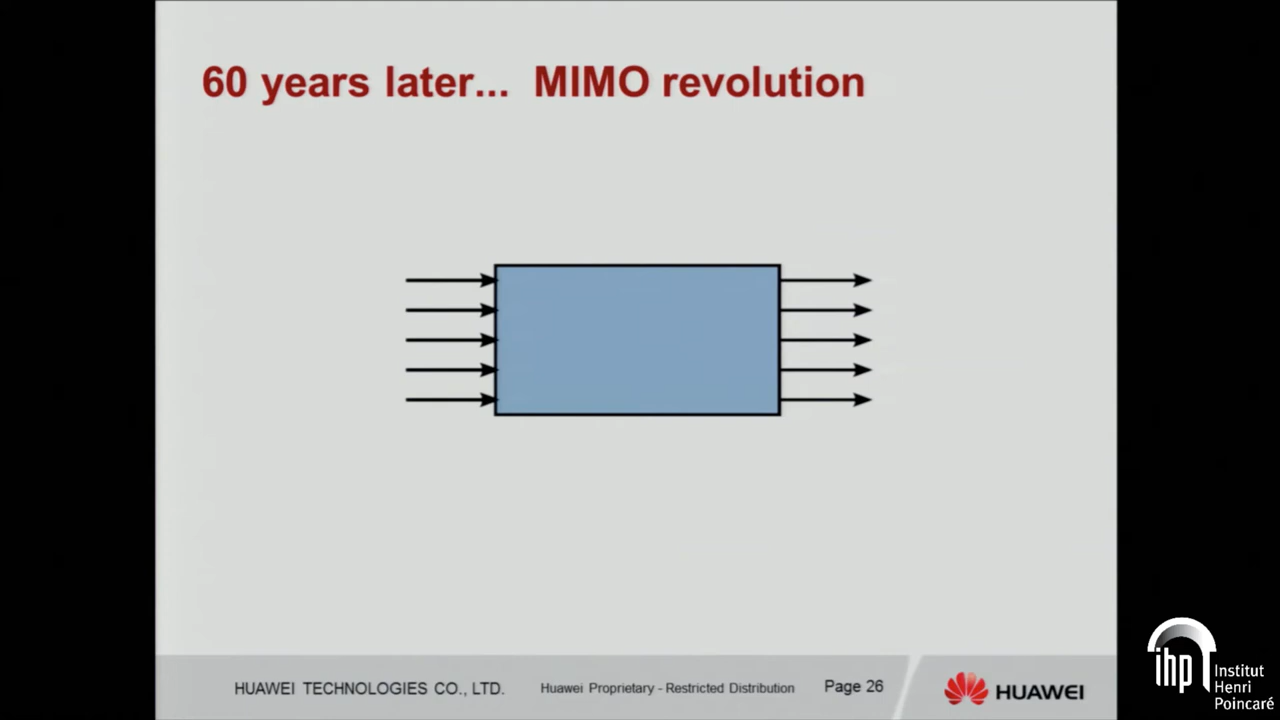 60 years later... MIMO revolution
HUAWEI TECHNOLOGIES CO., LTD.
Huawei Proprietary - Restricted Distribution
Page 26
HUAWEI
ihp
Institut
Henri
Poincaré